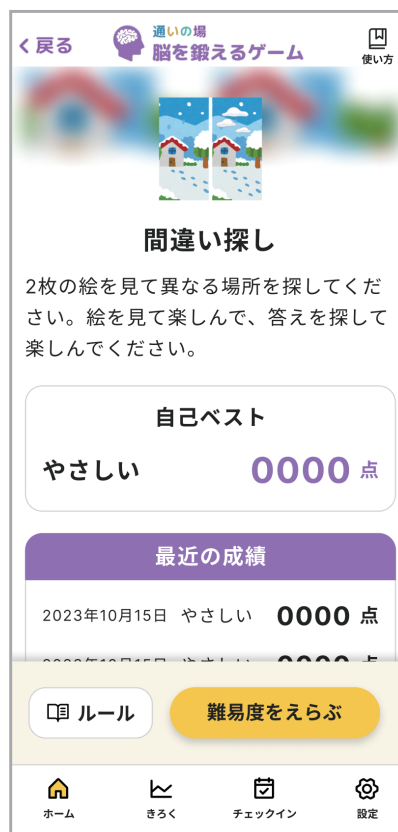 戻る
通いの場
脳を鍛えるゲーム
使い方
間違い探し
2枚の絵を見て異なる場所を探してくだ
さい。絵を見て楽しんで、答えを探して
楽しんでください。
自己ベスト
やさしい 0000 点
最近の成績
2023年10月15日 やさしい 0000 点
ルール
難易度をえらぶ
ホーム きろく チェックイン 設定